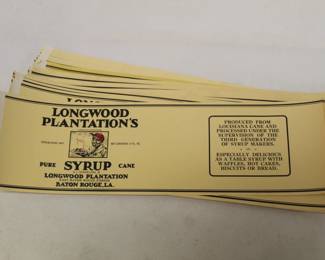 LONGWOOD
PLANTATION'S
PURE SYRUP CANE
LONGWOOD PLANTATION
BATON ROUGE, LA.
PRODUCED FROM
LOUISIANA CANE AND
PROCESSED UNDER THE
SUPERVISION OF THE
THIRD GENERATION
OF SYRUP MAKERS.
ESPECIALLY DELICIOUS
AS A TABLE SYRUP WITH
WAFFLES, HOT CAKES,
BISCUITS OR BREAD.